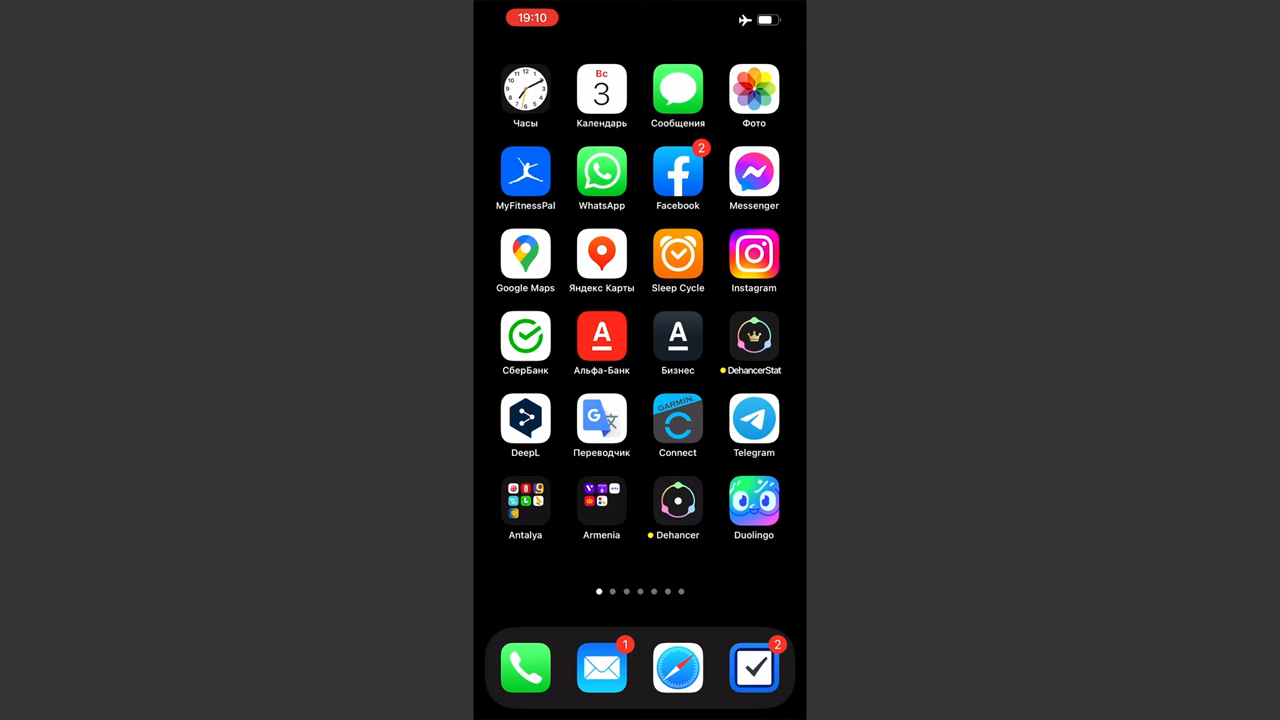 19:10
Вс
3
Часы
Календарь
Сообщения
Фото
2
MyFitnessPal
WhatsApp
Facebook
Messenger
Google Maps
Яндекс Карты
Sleep Cycle
Instagram
А
А
СберБанк
Альфа-Банк
Бизнес
DehancerStat
G
GARMIN
DeepL
Переводчик
Connect
Telegram
Antalya
Armenia
Dehancer
Duolingo
1
2